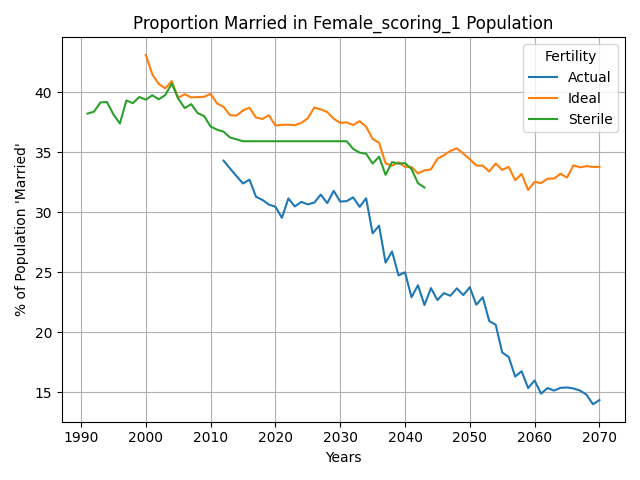 Proportion Married in Female_scoring_1 Population
Fertility
Actual
Ideal
Sterile
% of Population 'Married'
40
35
30
25
20
15
1990
2000
2010
2020
2030
2040
2050
2060
2070
Years